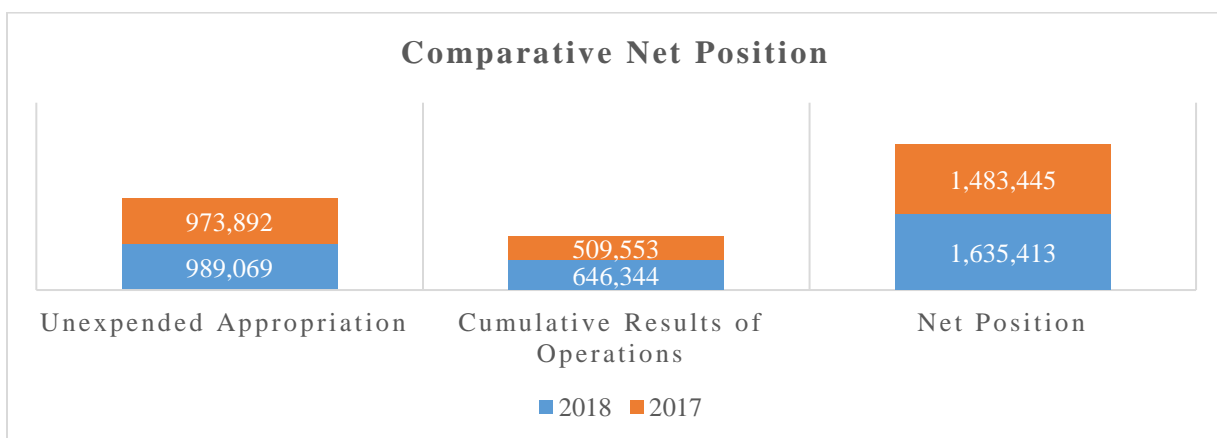 Comparative Net Position
973,892
989,069
509,553
646,344
1,483,445
1,635,413
Unexpended Appropriation
Cumulative Results of
Operations
Net Position
2018 2017